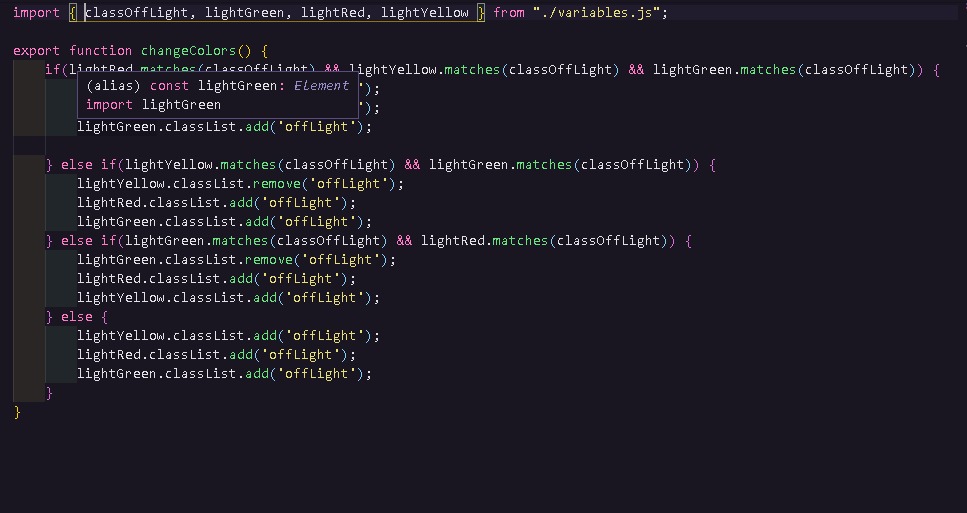 import { classOffLight, lightGreen, lightRed, lightYellow } from "./variables.js";
export function changeColors() {
if(lightRed.matches(classOffLight) && lightYellow.matches(classOffLight) && lightGreen.matches(classOffLight)) {
(alias) const lightGreen: Element
');
import lightGreen
');
lightGreen.classList.add('offLight');
} else if(lightYellow.matches(classOffLight) && lightGreen.matches(classOffLight)) {
lightYellow.classList.remove('offLight');
lightRed.classList.add('offLight');
lightGreen.classList.add('offLight');
} else if(lightGreen.matches(classOffLight) && lightRed.matches(classOffLight)) {
lightGreen.classList.remove('offLight');
lightRed.classList.add('offLight');
lightYellow.classList.add('offLight');
} else {
lightYellow.classList.add('offLight');
lightRed.classList.add('offLight');
lightGreen.classList.add('offLight');
}
}